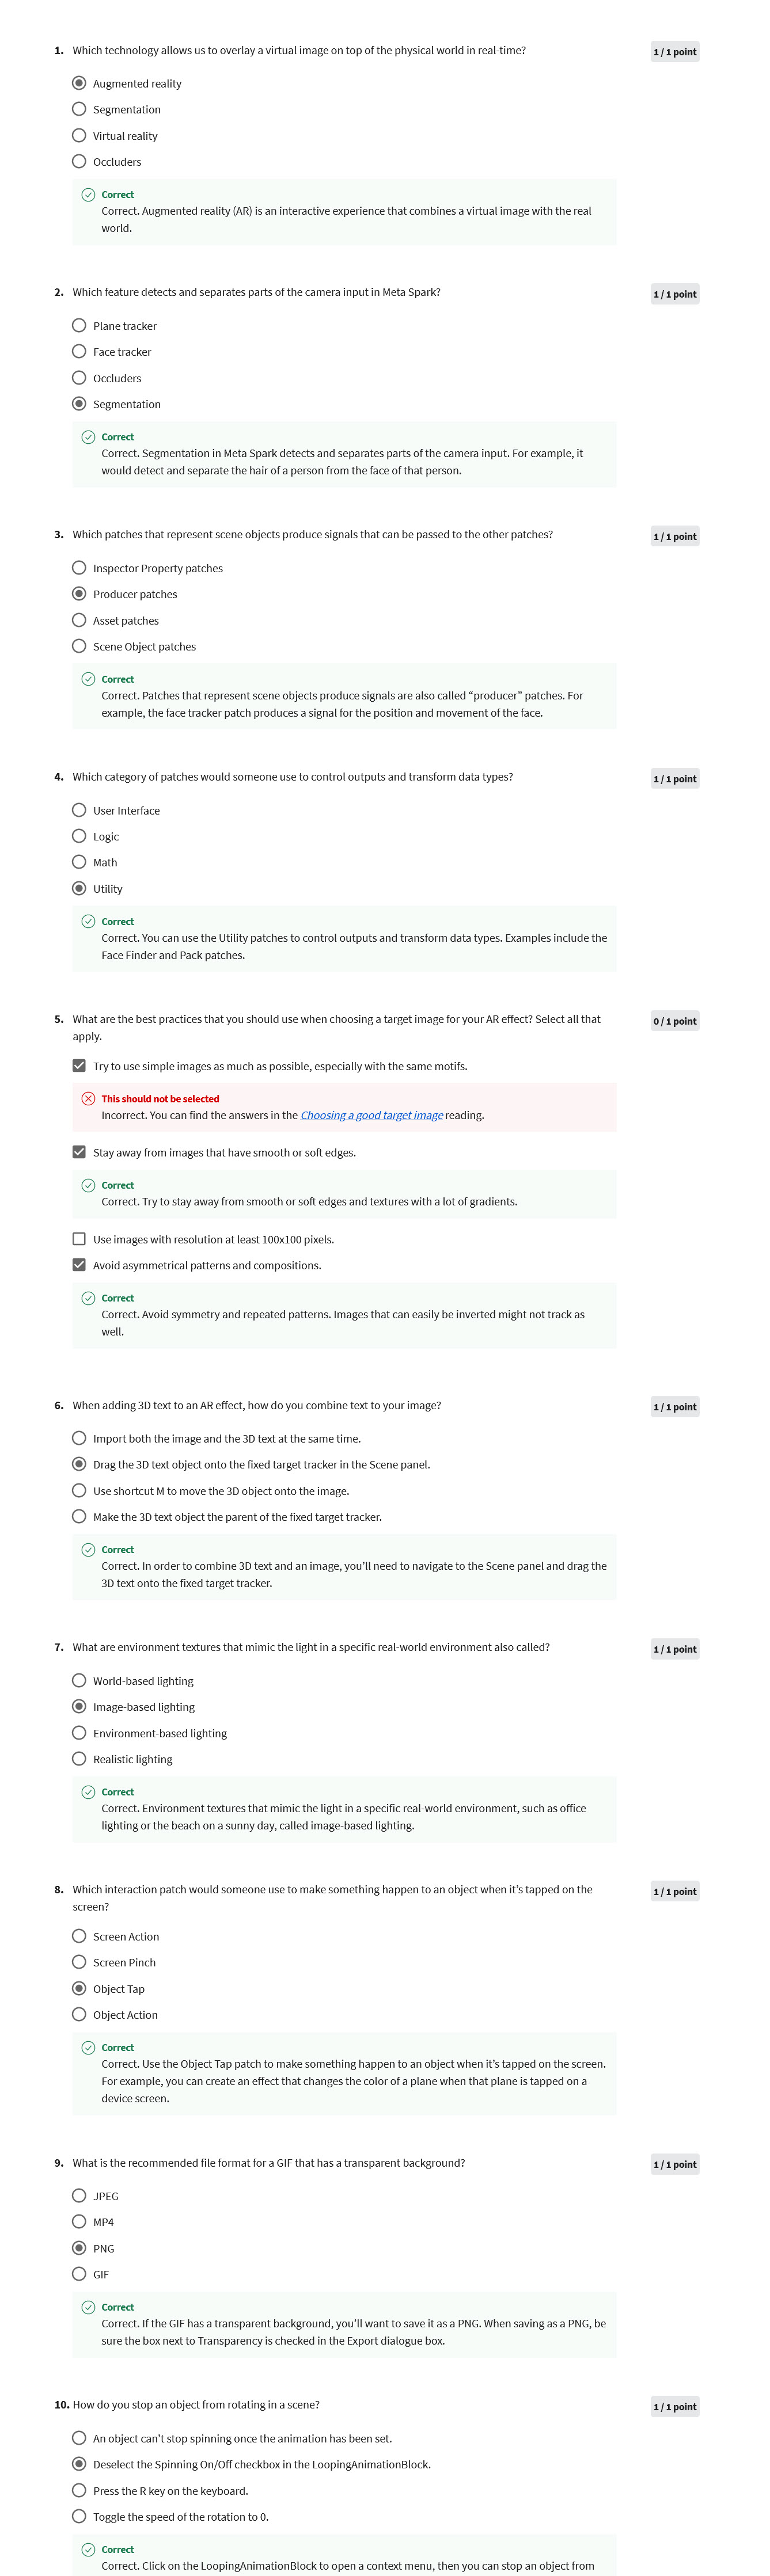 1. Which technology allows us to overlay a virtual image on top of the physical world in real-time?
1 / 1 point
Augmented reality
Segmentation
Virtual reality
Occluders
Correct
Correct. Augmented reality (AR) is an interactive experience that combines a virtual image with the real
world.
2. Which feature detects and separates parts of the camera input in Meta Spark?
1 / 1 point
Plane tracker
Face tracker
Occluders
Segmentation
Correct
Correct. Segmentation in Meta Spark detects and separates parts of the camera input. For example, it
would detect and separate the hair of a person from the face of that person.
3. Which patches that represent scene objects produce signals that can be passed to the other patches?
1 / 1 point
Inspector Property patches
Producer patches
Asset patches
Scene Object patches
Correct
Correct. Patches that represent scene objects produce signals are also called “producer” patches. For
example, the face tracker patch produces a signal for the position and movement of the face.
4. Which category of patches would someone use to control outputs and transform data types?
1 / 1 point
User Interface
Logic
Math
Utility
Correct
Correct. You can use the Utility patches to control outputs and transform data types. Examples include the
Face Finder and Pack patches.
5. What are the best practices that you should use when choosing a target image for your AR effect? Select all that
apply.
0 / 1 point
Try to use simple images as much as possible, especially with the same motifs.
This should not be selected
Incorrect. You can find the answers in the Choosing a good target image reading.
Stay away from images that have smooth or soft edges.
Correct
Correct. Try to stay away from smooth or soft edges and textures with a lot of gradients.
Use images with resolution at least 100x100 pixels.
Avoid asymmetrical patterns and compositions.
Correct
Correct. Avoid symmetry and repeated patterns. Images that can easily be inverted might not track as
well.
6. When adding 3D text to an AR effect, how do you combine text to your image?
1 / 1 point
Import both the image and the 3D text at the same time.
Drag the 3D text object onto the fixed target tracker in the Scene panel.
Use shortcut M to move the 3D object onto the image.
Make the 3D text object the parent of the fixed target tracker.
Correct
Correct. In order to combine 3D text and an image, you’ll need to navigate to the Scene panel and drag the
3D text onto the fixed target tracker.
7. What are environment textures that mimic the light in a specific real-world environment also called?
1 / 1 point
World-based lighting
Image-based lighting
Environment-based lighting
Realistic lighting
Correct
Correct. Environment textures that mimic the light in a specific real-world environment, such as office
lighting or the beach on a sunny day, called image-based lighting.
8. Which interaction patch would someone use to make something happen to an object when it’s tapped on the
screen?
1 / 1 point
Screen Action
Screen Pinch
Object Tap
Object Action
Correct
Correct. Use the Object Tap patch to make something happen to an object when it’s tapped on the screen.
For example, you can create an effect that changes the color of a plane when that plane is tapped on a
device screen.
9. What is the recommended file format for a GIF that has a transparent background?
1 / 1 point
JPEG
MP4
PNG
GIF
Correct
Correct. If the GIF has a transparent background, you’ll want to save it as a PNG. When saving as a PNG, be
sure the box next to Transparency is checked in the Export dialogue box.
10. How do you stop an object from rotating in a scene?
1 / 1 point
An object can't stop spinning once the animation has been set.
Deselect the Spinning On/Off checkbox in the LoopingAnimationBlock.
Press the R key on the keyboard.
Toggle the speed of the rotation to 0.
Correct
Correct. Click on the LoopingAnimationBlock to open a context menu, then you can stop an object from